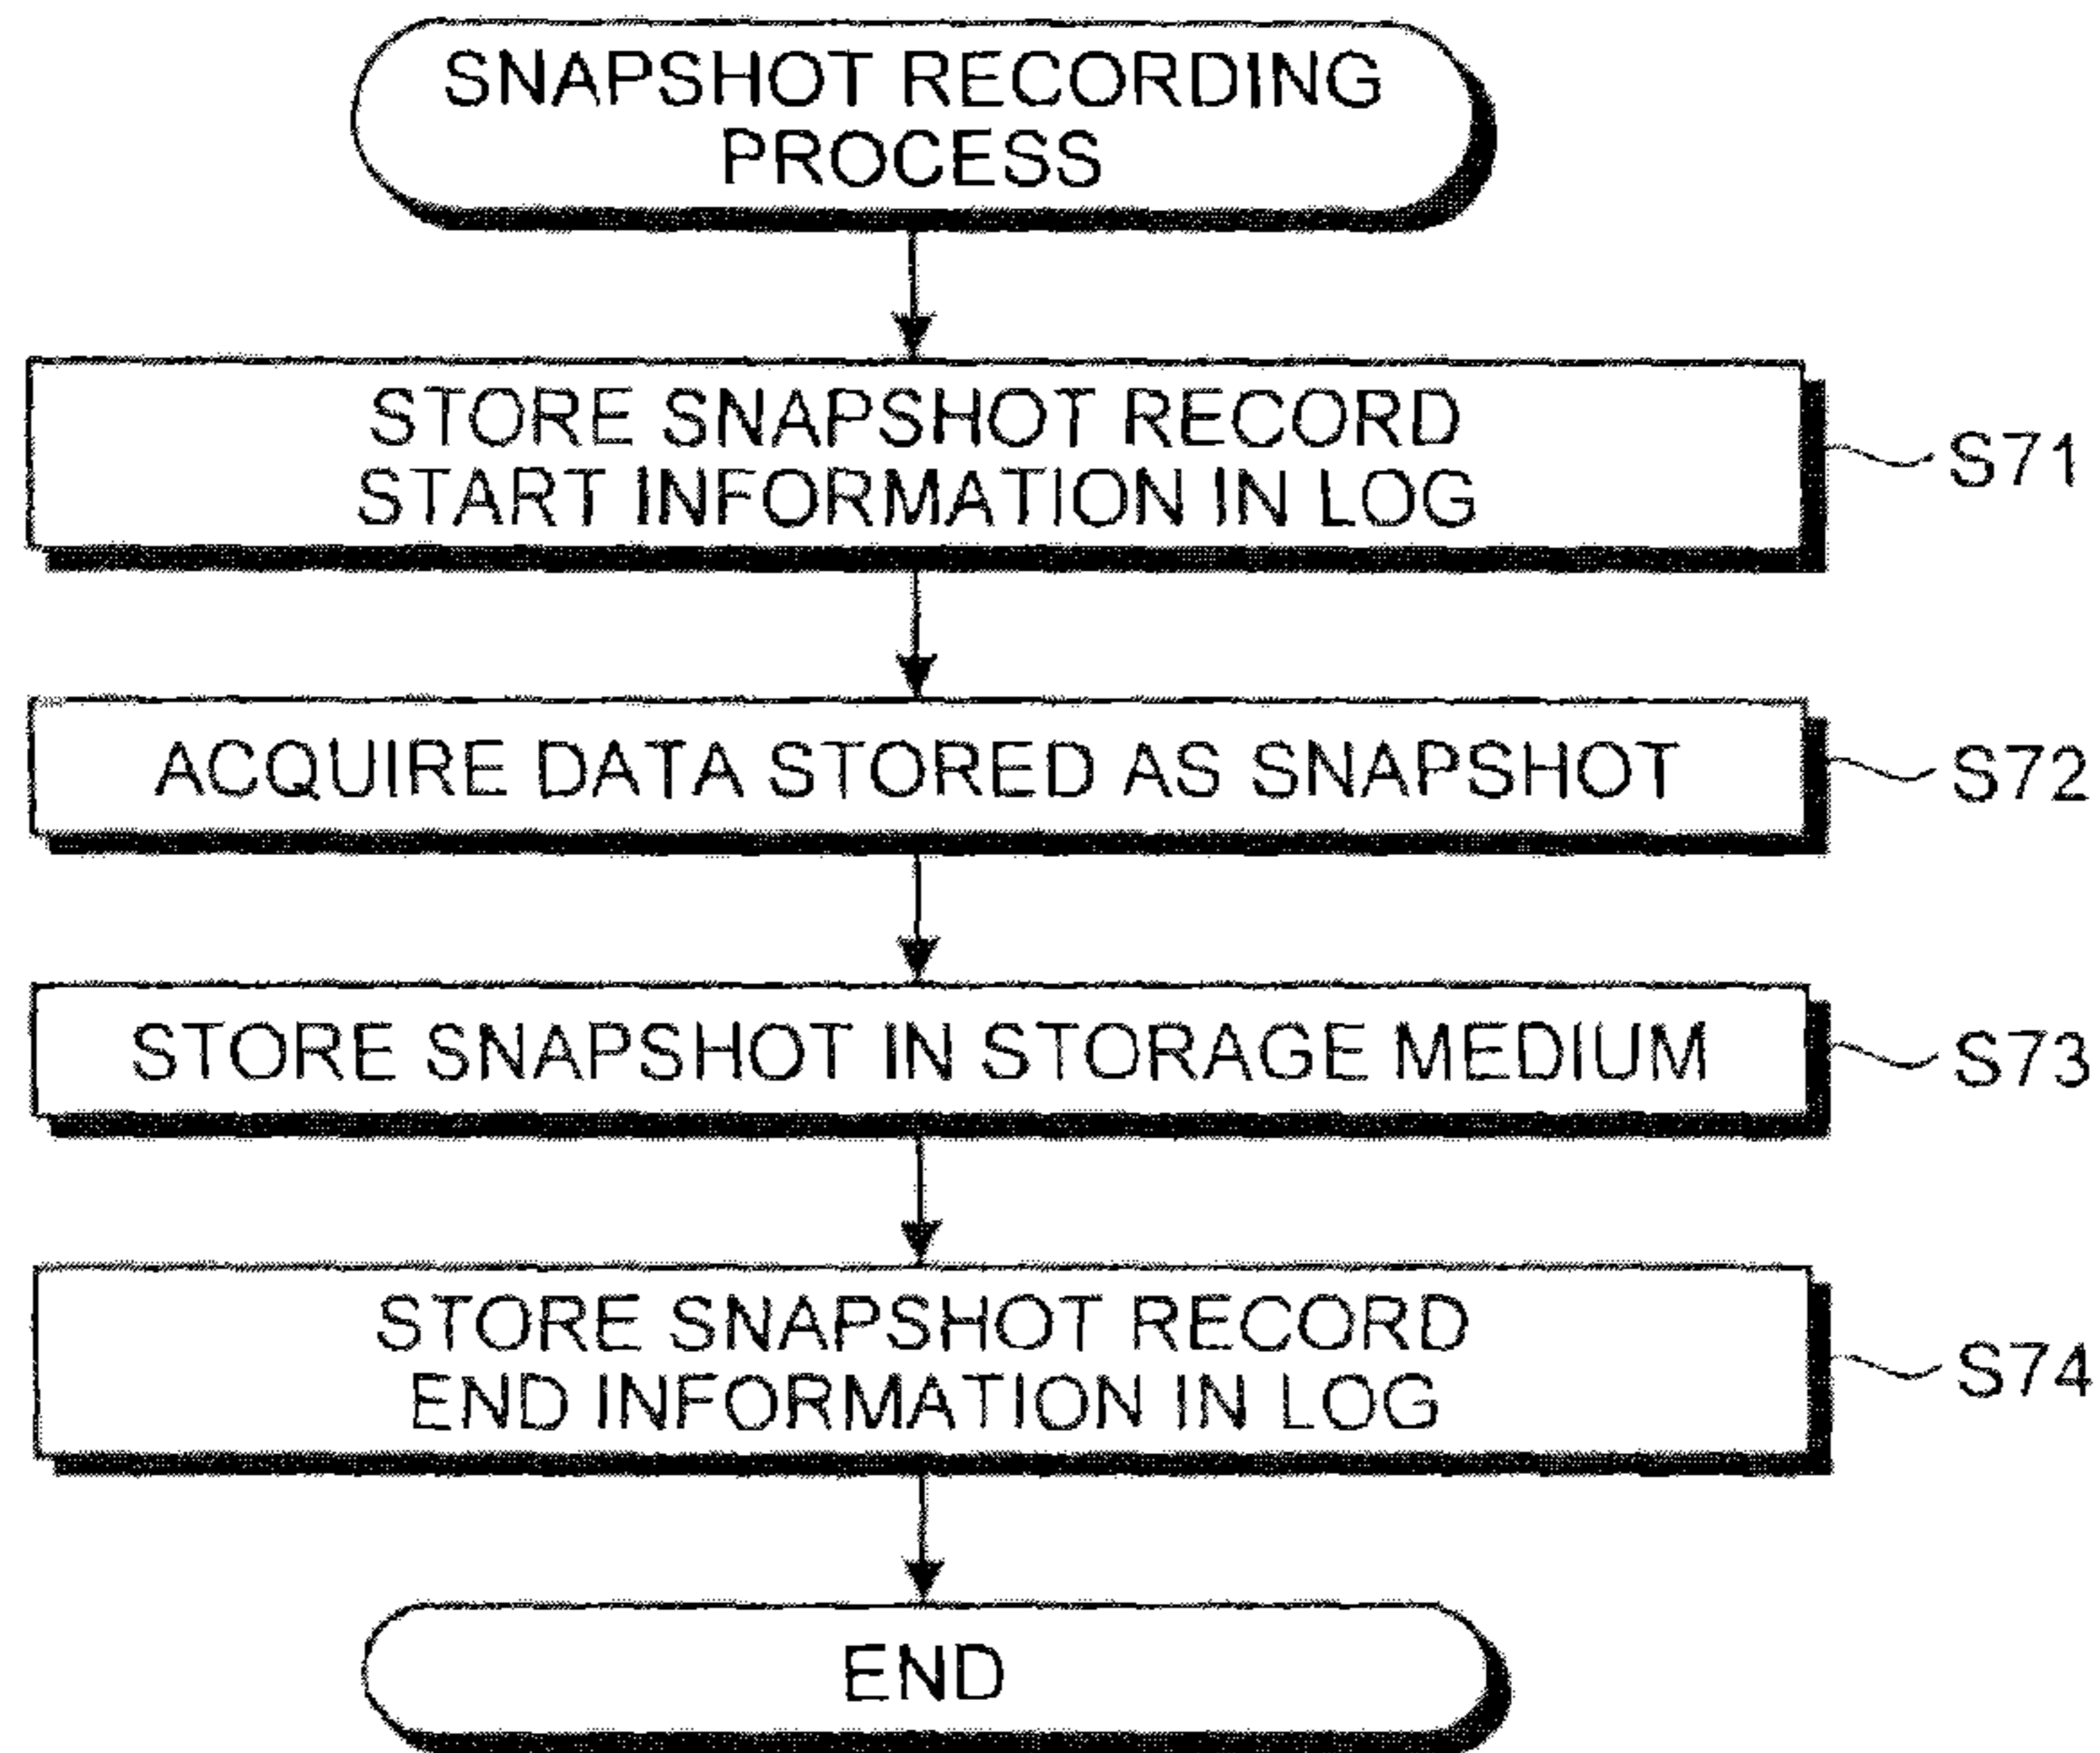 SNAPSHOT RECORDING
PROCESS
STORE SNAPSHOT RECORD
START INFORMATION IN LOG
S71
ACQUIRE DATA STORED AS SNAPSHOT
S72
STORE SNAPSHOT IN STORAGE MEDIUM
S73
STORE SNAPSHOT RECORD
END INFORMATION IN LOG
S74
END